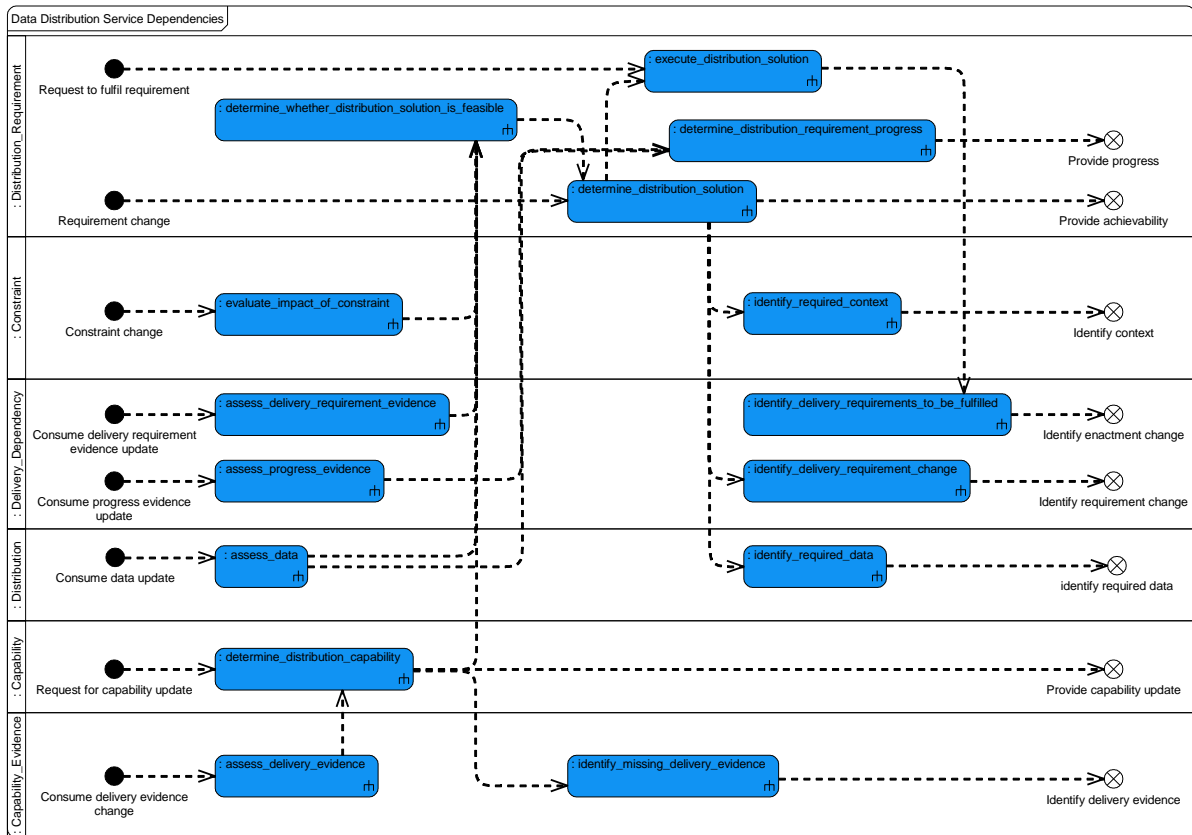 Data Distribution Service Dependencies
: Distribution_Requirement
Request to fulfil requirement
: execute_distribution_solution
: determine_whether_distribution_solution_is_feasible
: determine_distribution_requirement_progress
Provide progress
Requirement change
: determine_distribution_solution
Provide achievability
: Constraint
Constraint change
: evaluate_impact_of_constraint
: identify_required_context
Identify context
: Delivery_Dependency
Consume delivery requirement
evidence update
: assess_delivery_requirement_evidence
: identify_delivery_requirements_to_be_fulfilled
Identify enactment change
Consume progress evidence
update
: assess_progress_evidence
: identify_delivery_requirement_change
Identify requirement change
: Distribution
Consume data update
: assess_data
: identify_required_data
identify required data
: Capability
Request for capability update
: determine_distribution_capability
Provide capability update
: Capability_Evidence
Consume delivery evidence
change
: assess_delivery_evidence
: identify_missing_delivery_evidence
Identify delivery evidence